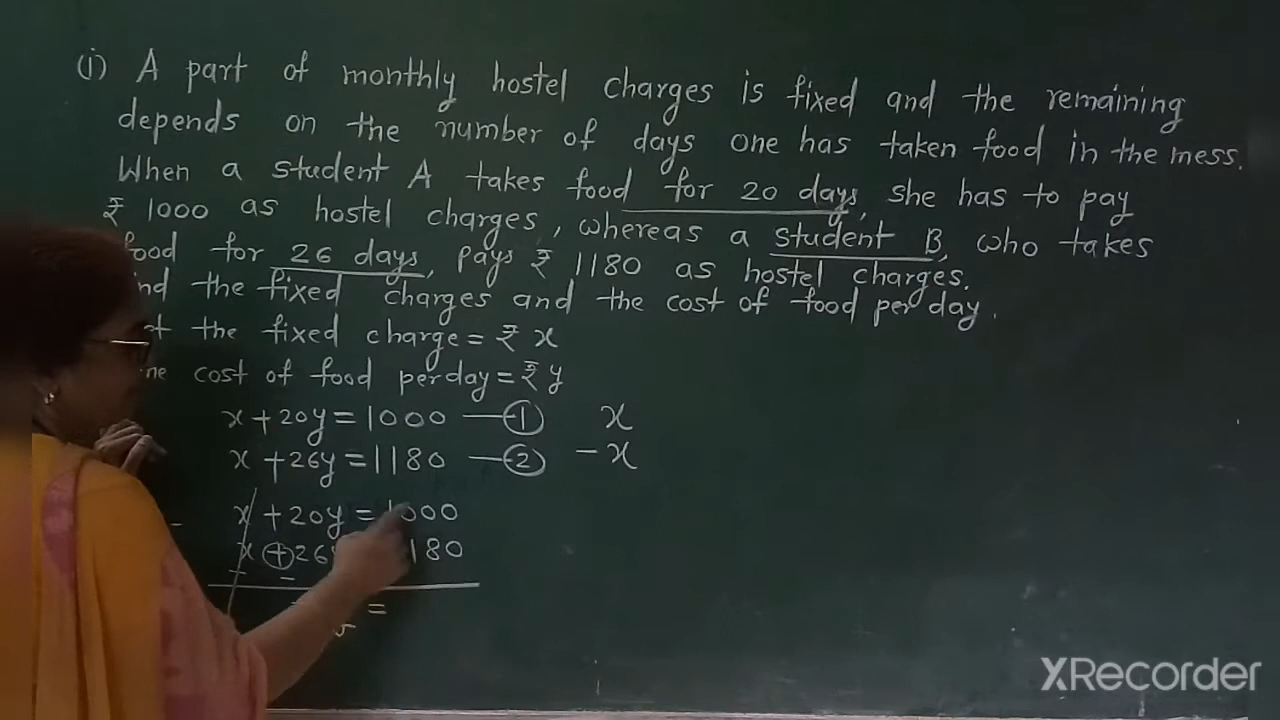 (i) A part of monthly hostel charges is fixed and the remaining
depends on the number of days one has taken food in the mess.
When a student A takes food for 20 days, she has to pay
₹ 1000 as hostel charges, whereas a student B, who takes
food for 26 days, pays ₹ 1180 as hostel charges.
the fixed charges and the cost of food per day.
the fixed charge = ₹ x
cost of food per day = ₹ y
x + 20y = 1000 — ① x
x + 26y = 1180 — ② - x
x + 20y = 1000
x + 26 180
- -
=
XRecorder